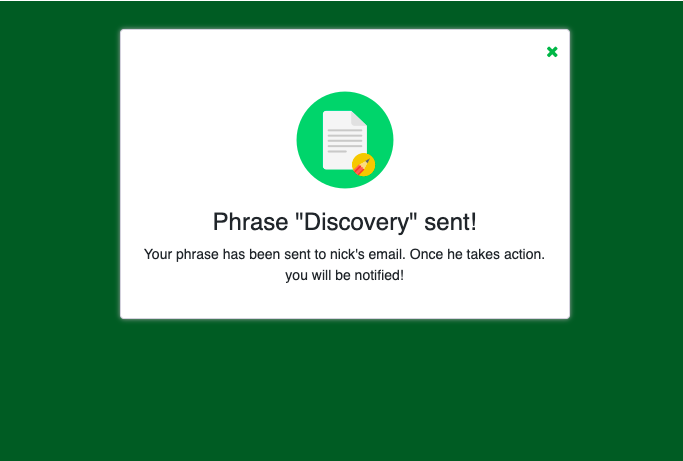 Phrase "Discovery" sent!
Your phrase has been sent to nick's email. Once he takes action.
you will be notified!